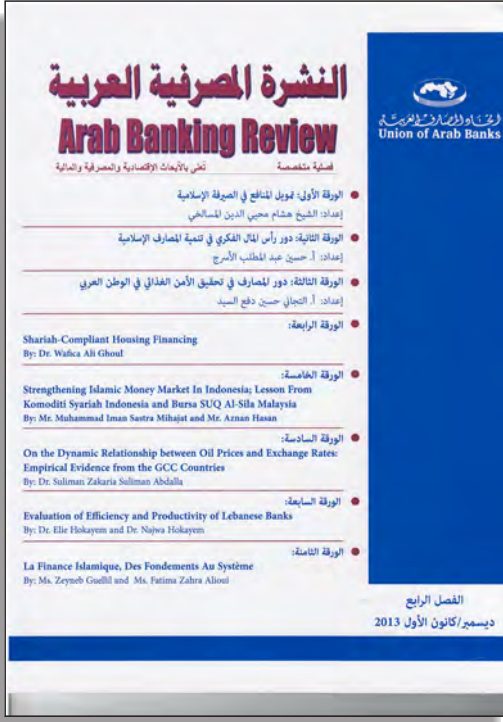 النشرة المصرفية العربية
Arab Banking Review
فصلية متخصصة تُعنى بالأبحاث الإقتصادية والمصرفية والمالية
إتحاد المصارف العربية
Union of Arab Banks
الورقة الأولى: تمويل المنافع في الصيرفة الإسلامية
إعداد: الشيخ هشام محيي الدين المسالخي
الورقة الثانية: دور رأس المال الفكري في تنمية المصارف الإسلامية
إعداد: أ. حسين عبد المطلب الأسرج
الورقة الثالثة: دور المصارف في تحقيق الأمن الغذائي في الوطن العربي
إعداد: أ. التجاني حسين دفع السيد
الورقة الرابعة:
Shariah-Compliant Housing Financing
By: Dr. Wafica Ali Ghoul
الورقة الخامسة:
Strengthening Islamic Money Market In Indonesia; Lesson From
Komoditi Syariah Indonesia and Bursa SUQ Al-Sila Malaysia
By: Mr. Muhammad Iman Sastra Mihajat and Mr. Aznan Hasan
الورقة السادسة:
On the Dynamic Relationship between Oil Prices and Exchange Rates:
Empirical Evidence from the GCC Countries
By: Dr. Suliman Zakaria Suliman Abdalla
الورقة السابعة:
Evaluation of Efficiency and Productivity of Lebanese Banks
By: Dr. Elie Hokayem and Dr. Najwa Hokayem
الورقة الثامنة:
La Finance Islamique, Des Fondements Au Système
By: Ms. Zeyneb Guellil and Ms. Fatima Zahra Alioui
الفصل الرابع
ديسمبر/كانون الأول 2013